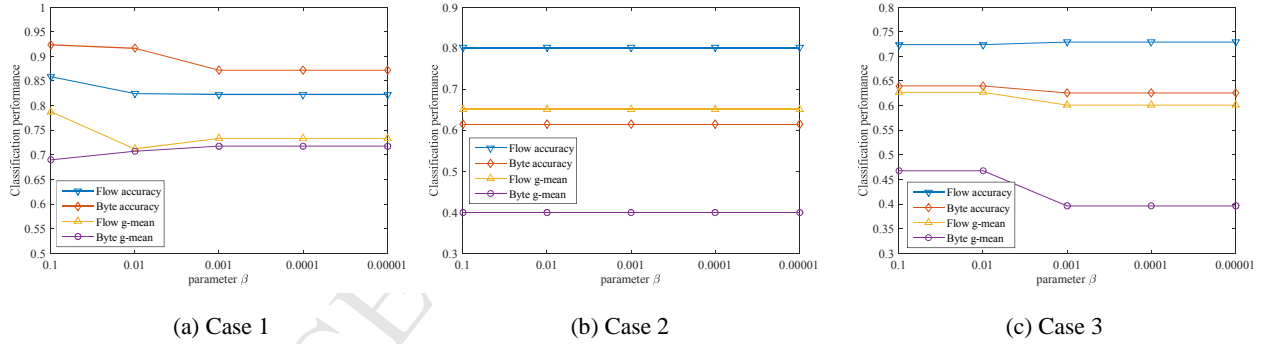 1
0.95
0.9
0.85
0.8
0.75
0.7
0.65
0.6
0.55
0.5
Classification performance
Flow accuracy
Byte accuracy
Flow g-mean
Byte g-mean
0.1 0.01 0.001 0.0001 0.00001
parameter β
(a) Case 1
0.9
0.8
0.7
0.6
0.5
0.4
0.3
Classification performance
Flow accuracy
Byte accuracy
Flow g-mean
Byte g-mean
0.1 0.01 0.001 0.0001 0.00001
parameter β
(b) Case 2
0.8
0.75
0.7
0.65
0.6
0.55
0.5
0.45
0.4
0.35
0.3
Classification performance
Flow accuracy
Byte accuracy
Flow g-mean
Byte g-mean
0.1 0.01 0.001 0.0001 0.00001
parameter β
(c) Case 3